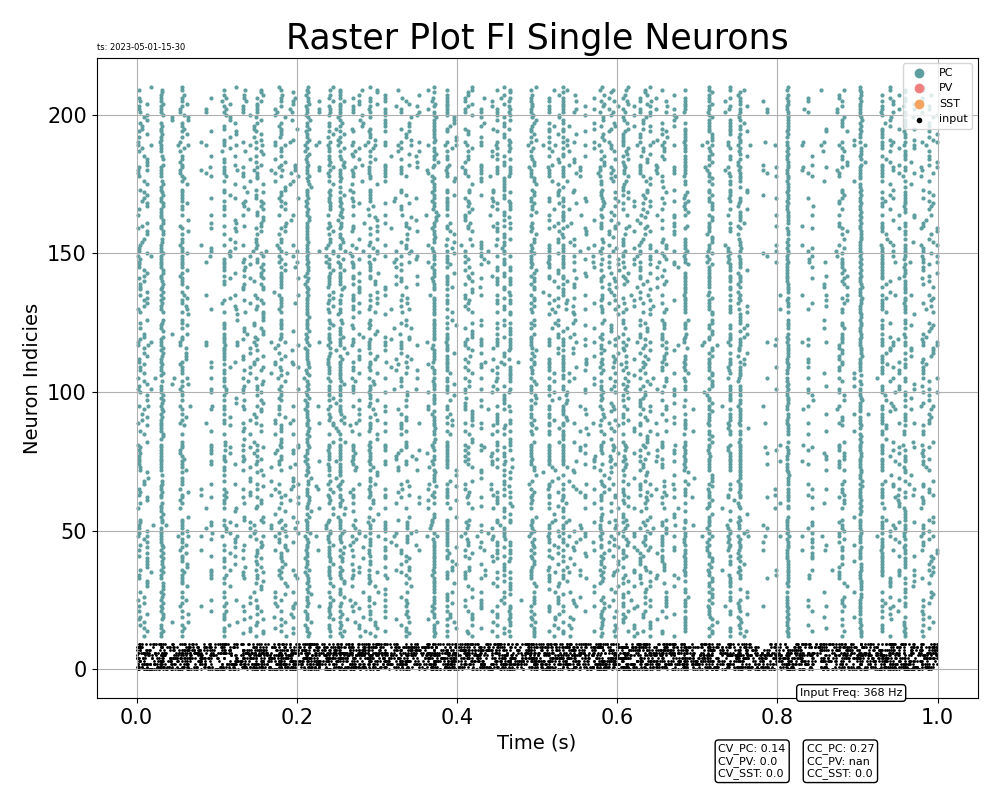 Raster Plot FI Single Neurons
ts: 2023-05-01-15-30
PC
PV
SST
input
200
150
100
50
0
Neuron Indicies
0.0 0.2 0.4 0.6 0.8 1.0
Time (s)
Input Freq: 368 Hz
CV_PC: 0.14
CV_PV: 0.0
CV_SST: 0.0
CC_PC: 0.27
CC_PV: nan
CC_SST: 0.0